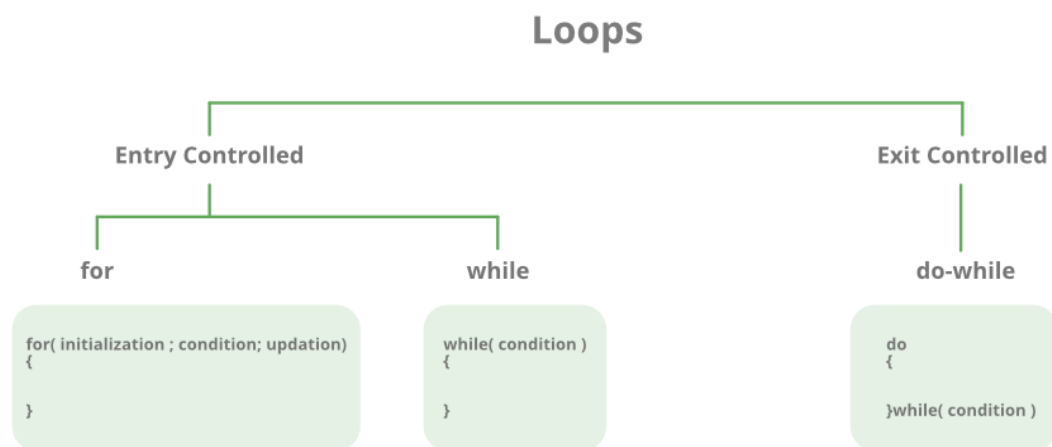 Loops
Entry Controlled
Exit Controlled
for
while
do-while
for( initialization ; condition; updation)
{
}
while( condition )
{
}
do
{
}while( condition )